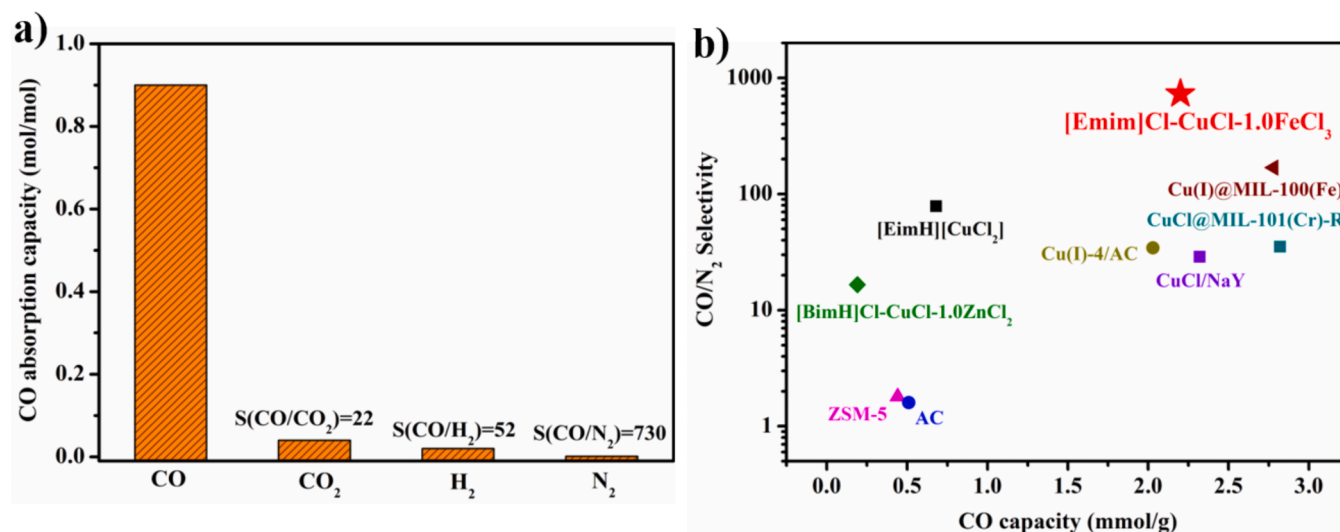 a)
CO absorption capacity (mol/mol)
1.0
0.8
0.6
0.4
0.2
0.0
S(CO/CO₂)=22
S(CO/H₂)=52
S(CO/N₂)=730
CO
CO₂
H₂
N₂
b)
CO/N₂ Selectivity
1000
100
10
1
[Emim]Cl-CuCl-1.0FeCl₃
Cu(I)@MIL-100(Fe)
[EimH][CuCl₂]
CuCl@MIL-101(Cr)-R
Cu(I)-4/AC
CuCl/NaY
[BimH]Cl-CuCl-1.0ZnCl₂
ZSM-5
AC
0.0
0.5
1.0
1.5
2.0
2.5
3.0
CO capacity (mmol/g)